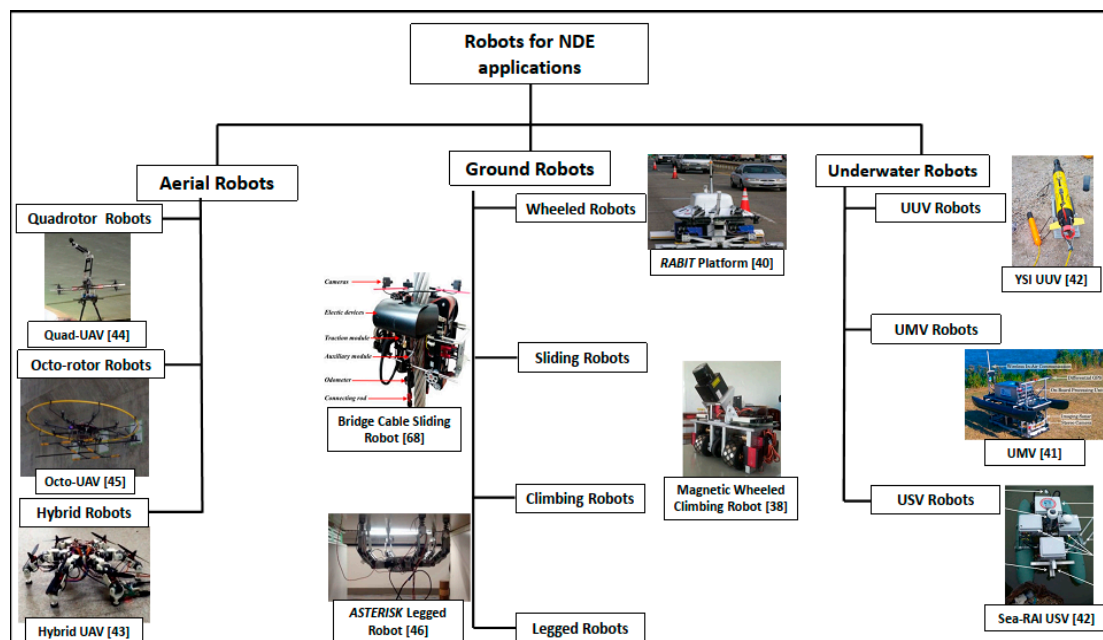 Robots for NDE
applications
Aerial Robots
Quadrotor Robots
Quad-UAV [44]
Octo-rotor Robots
Octo-UAV [45]
Hybrid Robots
Hybrid UAV [43]
Ground Robots
Wheeled Robots
RABIT Platform [40]
Cameras
Electic devices
Traction module
Auxiliary module
Odometer
Connecting rod
Bridge Cable Sliding
Robot [68]
Sliding Robots
Magnetic Wheeled
Climbing Robot [38]
Climbing Robots
ASTERISK Legged
Robot [46]
Legged Robots
Underwater Robots
UUV Robots
YSI UUV [42]
UMV Robots
Differential GPS
UMV [41]
USV Robots
Sea-RAI USV [42]